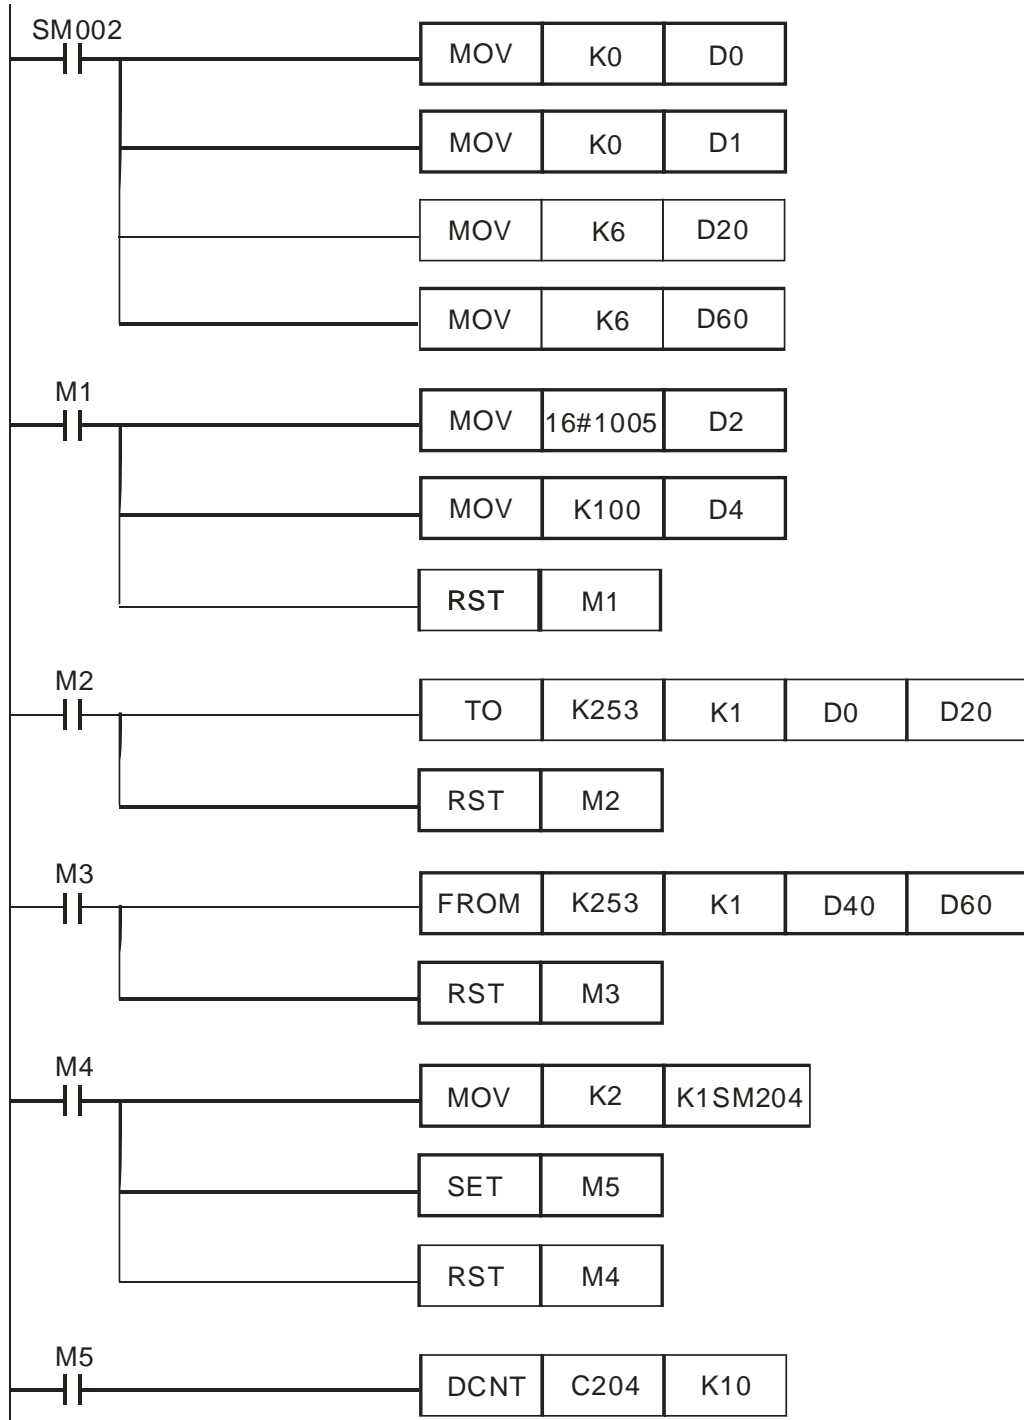 SM002
MOV K0 D0
MOV K0 D1
MOV K6 D20
MOV K6 D60
M1
MOV 16#1005 D2
MOV K100 D4
RST M1
M2
TO K253 K1 D0 D20
RST M2
M3
FROM K253 K1 D40 D60
RST M3
M4
MOV K2 K1SM204
SET M5
RST M4
M5
DCNT C204 K10